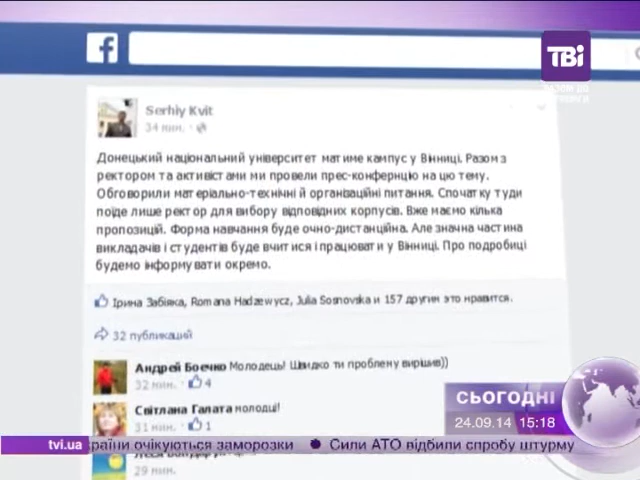 f
ТВі
Serhiy Kvit
34 мин.
Донецький національний університет матиме кампус у Вінниці. Разом з
ректором та активістами ми провели прес-конфернцію на цю тему.
Обговорили матеріально-технічні й організаційні питання. Спочатку туди
поїде лише ректор для вибору відповідних корпусів. Вже маємо кілька
пропозицій. Форма навчання буде очно-дистанційна. Але значна частина
викладачів і студентів буде вчитися і працювати у Вінниці. Про подробиці
будемо інформувати окремо.
Ірина Забіяка, Romana Hadzewycz, Julia Sosnovska и 157 другим это нравится.
32 публикаций
Андрей Боечко Молодець! Швидко ти проблему вирішив))
32 мин. · 4
Світлана Галата молодці!
31 мин. · 1
СЬОГОДНІ
24.09.14 15:18
tvi.ua країни очікуються заморозки ● Сили АТО відбили спробу штурму
29 мин.